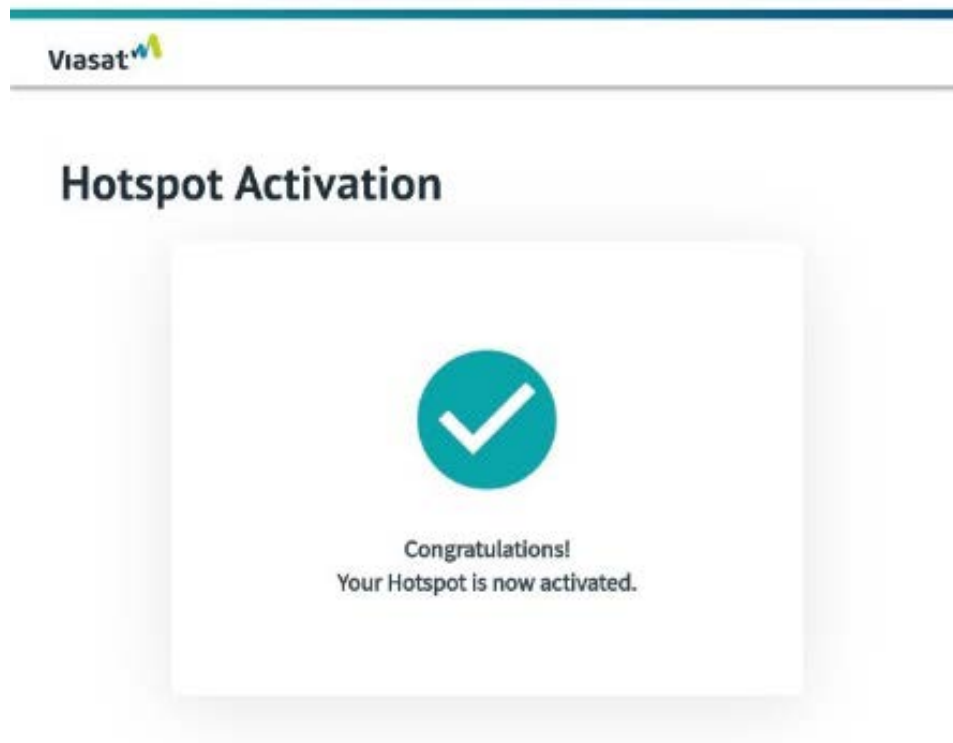 Viasat
Hotspot Activation
Congratulations!
Your Hotspot is now activated.